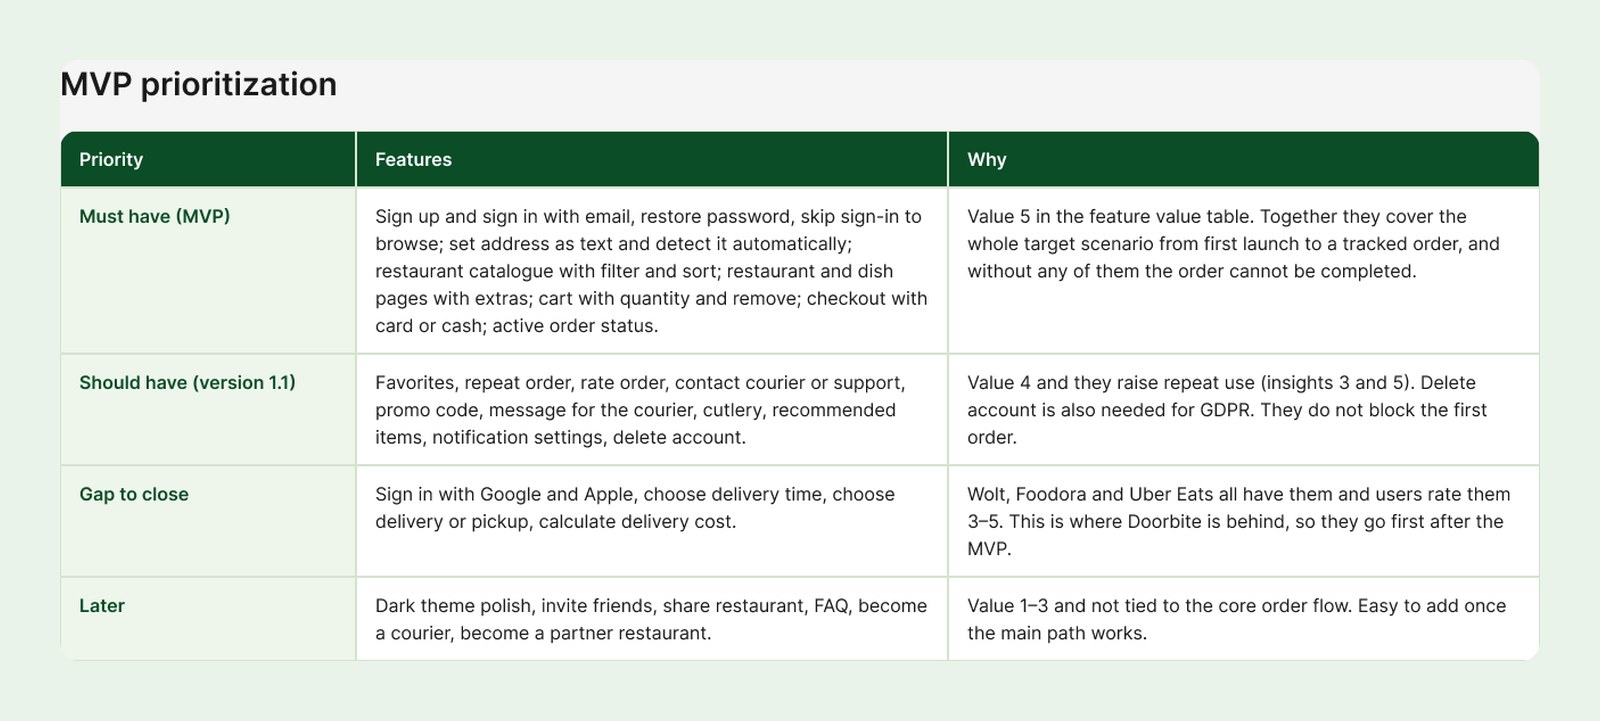 MVP prioritization
Priority
Features
Why
Must have (MVP)
Sign up and sign in with email, restore password, skip sign-in to
browse; set address as text and detect it automatically;
restaurant catalogue with filter and sort; restaurant and dish
pages with extras; cart with quantity and remove; checkout with
card or cash; active order status.
Value 5 in the feature value table. Together they cover the
whole target scenario from first launch to a tracked order, and
without any of them the order cannot be completed.
Should have (version 1.1)
Favorites, repeat order, rate order, contact courier or support,
promo code, message for the courier, cutlery, recommended
items, notification settings, delete account.
Value 4 and they raise repeat use (insights 3 and 5). Delete
account is also needed for GDPR. They do not block the first
order.
Gap to close
Sign in with Google and Apple, choose delivery time, choose
delivery or pickup, calculate delivery cost.
Wolt, Foodora and Uber Eats all have them and users rate them
3–5. This is where Doorbite is behind, so they go first after the
MVP.
Later
Dark theme polish, invite friends, share restaurant, FAQ, become
a courier, become a partner restaurant.
Value 1–3 and not tied to the core order flow. Easy to add once
the main path works.